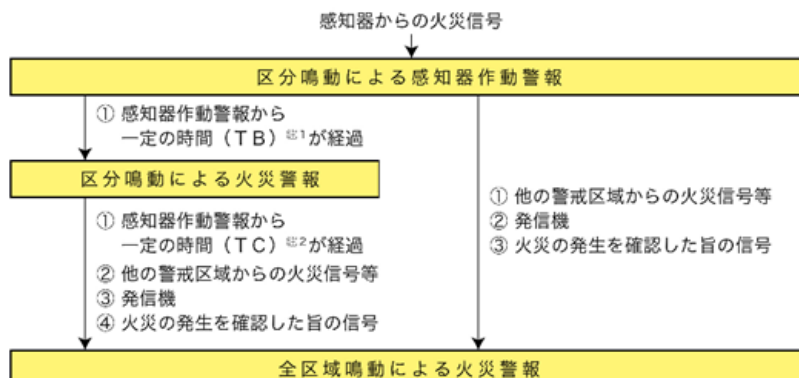 感知器からの火災信号
区分鳴動による感知器作動警報
① 感知器作動警報から
一定の時間（ＴＢ）注1が経過
区分鳴動による火災警報
① 感知器作動警報から
一定の時間（ＴＣ）注2が経過
② 他の警戒区域からの火災信号等
③ 発信機
④ 火災の発生を確認した旨の信号
① 他の警戒区域からの火災信号等
② 発信機
③ 火災の発生を確認した旨の信号
全区域鳴動による火災警報